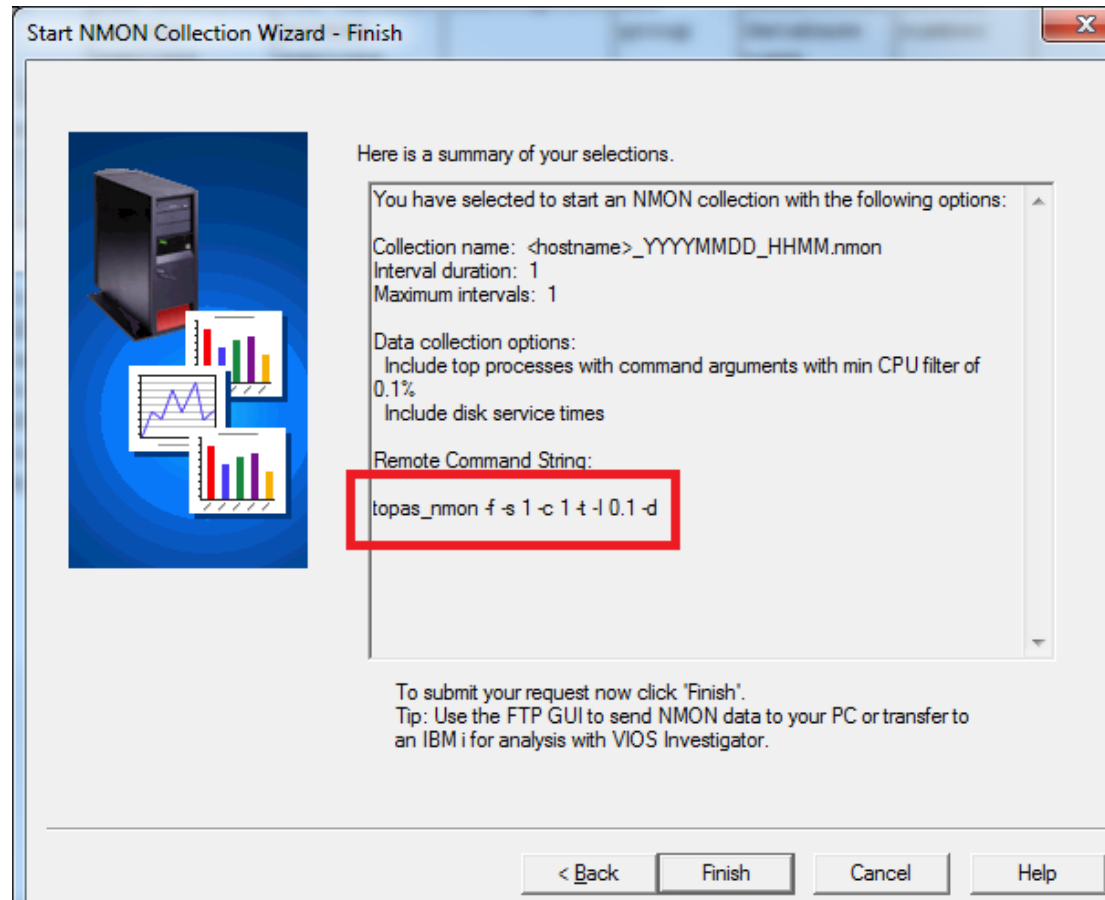 Start NMON Collection Wizard - Finish
Here is a summary of your selections.
You have selected to start an NMON collection with the following options:
Collection name: <hostname>_YYYYMMDD_HHMM.nmon
Interval duration: 1
Maximum intervals: 1
Data collection options:
Include top processes with command arguments with min CPU filter of
0.1%
Include disk service times
Remote Command String:
topas_nmon -f -s 1 -c 1 -t -I 0.1 -d
To submit your request now click 'Finish'.
Tip: Use the FTP GUI to send NMON data to your PC or transfer to
an IBM i for analysis with VIOS Investigator.
< Back Finish Cancel Help